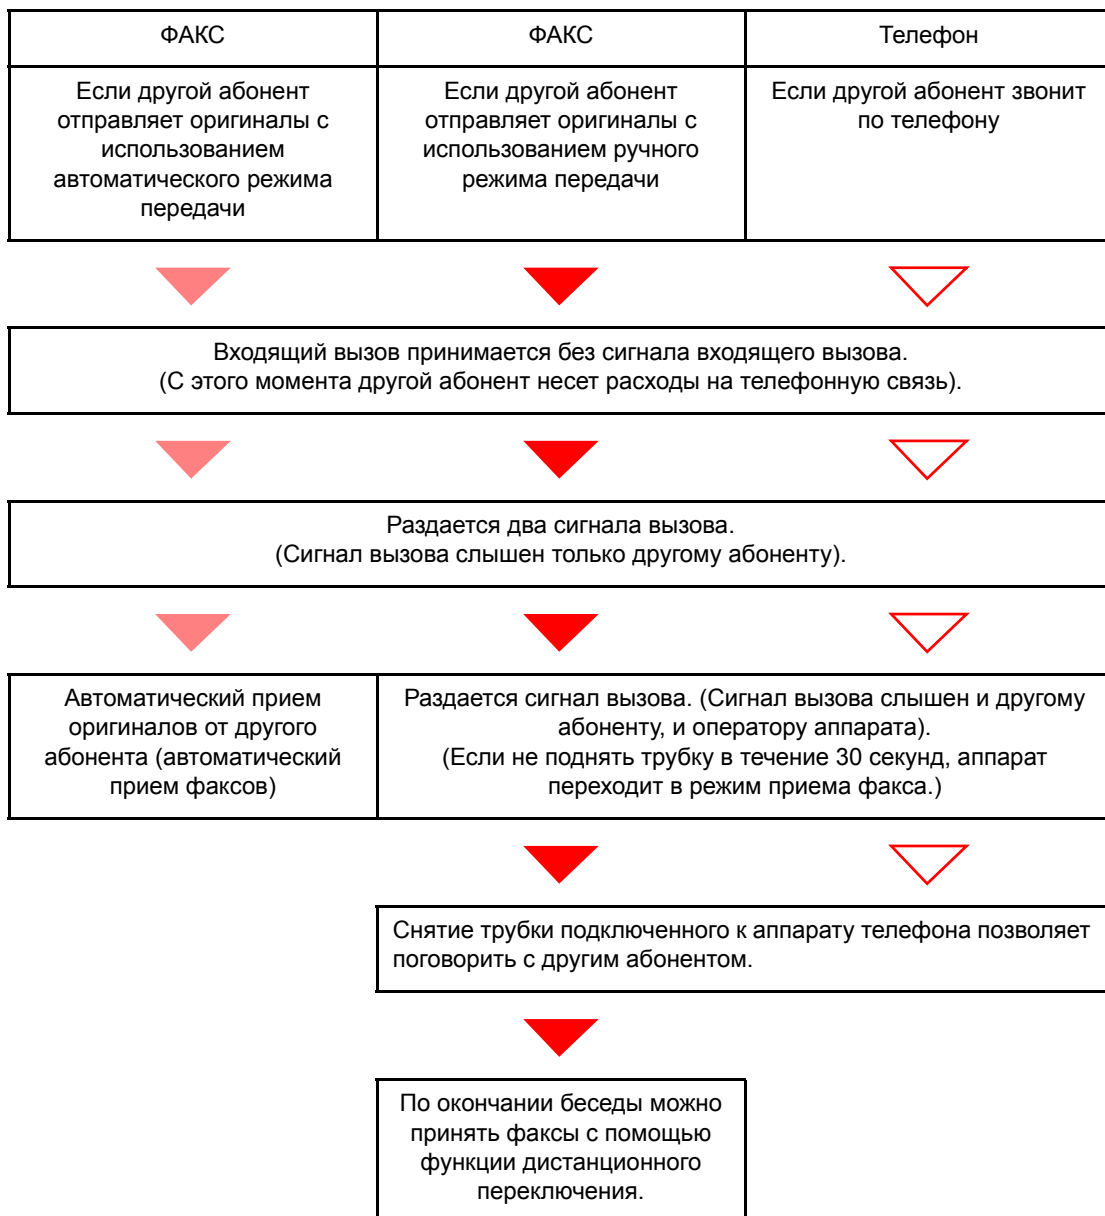 ФАКС
ФАКС
Телефон
Если другой абонент
отправляет оригиналы с
использованием
автоматического режима
передачи
Если другой абонент
отправляет оригиналы с
использованием ручного
режима передачи
Если другой абонент звонит
по телефону
Входящий вызов принимается без сигнала входящего вызова.
(С этого момента другой абонент несет расходы на телефонную связь).
Раздается два сигнала вызова.
(Сигнал вызова слышен только другому абоненту).
Автоматический прием
оригиналов от другого
абонента (автоматический
прием факсов)
Раздается сигнал вызова. (Сигнал вызова слышен и другому
абоненту, и оператору аппарата).
(Если не поднять трубку в течение 30 секунд, аппарат
переходит в режим приема факса.)
Снятие трубки подключенного к аппарату телефона позволяет
поговорить с другим абонентом.
По окончании беседы можно
принять факсы с помощью
функции дистанционного
переключения.